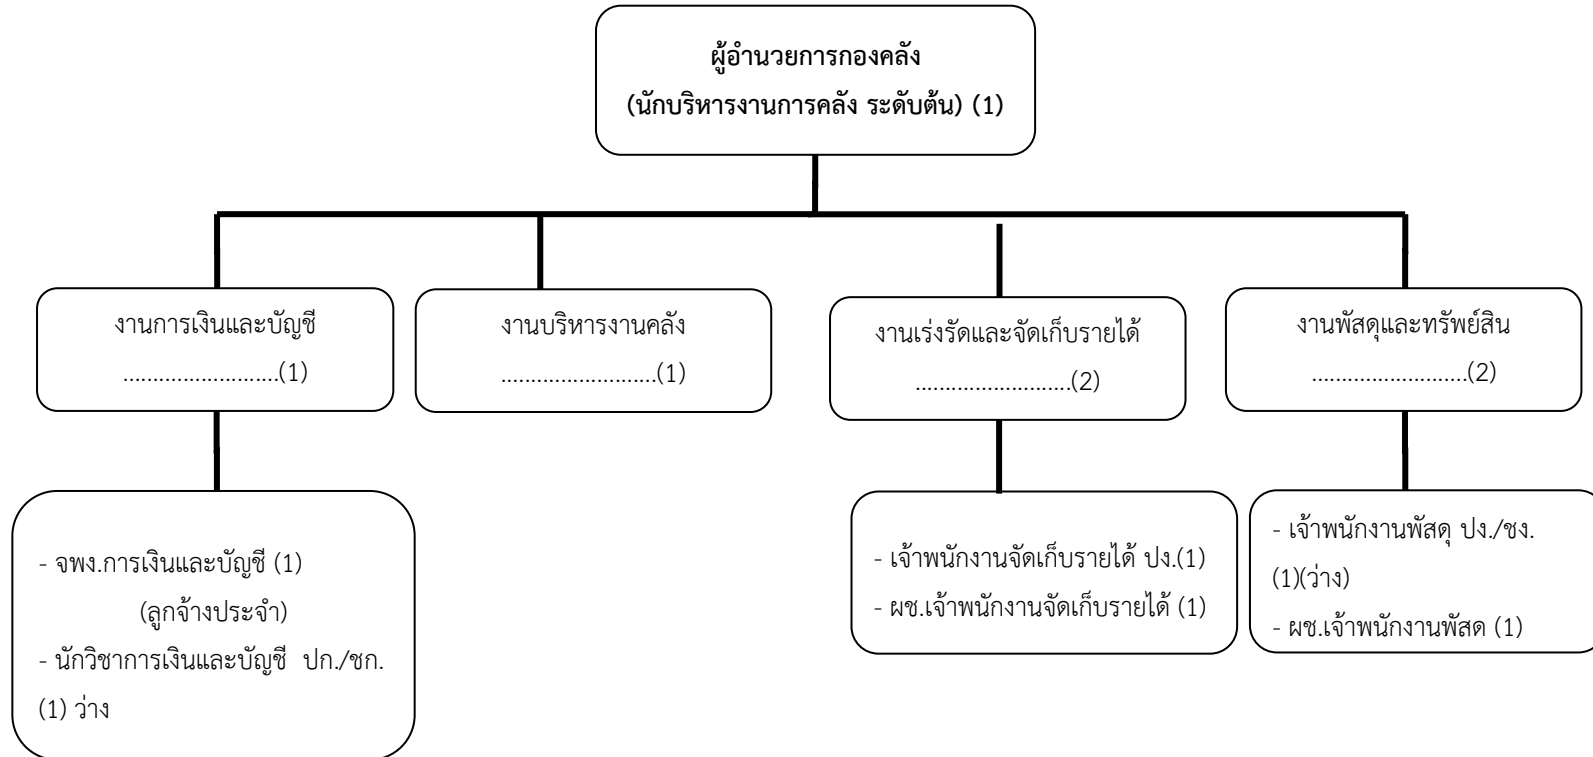 ผู้อำนวยการกองคลัง
(นักบริหารงานการคลัง ระดับต้น) (1)
งานการเงินและบัญชี
..........................(1)
งานบริหารงานคลัง
..........................(1)
งานเร่งรัดและจัดเก็บรายได้
..........................(2)
งานพัสดุและทรัพย์สิน
..........................(2)
- จพง.การเงินและบัญชี (1)
(ลูกจ้างประจำ)
- นักวิชาการเงินและบัญชี ปก./ชก.
(1) ว่าง
- เจ้าพนักงานจัดเก็บรายได้ ปง.(1)
- ผช.เจ้าพนักงานจัดเก็บรายได้ (1)
- เจ้าพนักงานพัสดุ ปง./ชง.
(1)(ว่าง)
- ผช.เจ้าพนักงานพัสด (1)